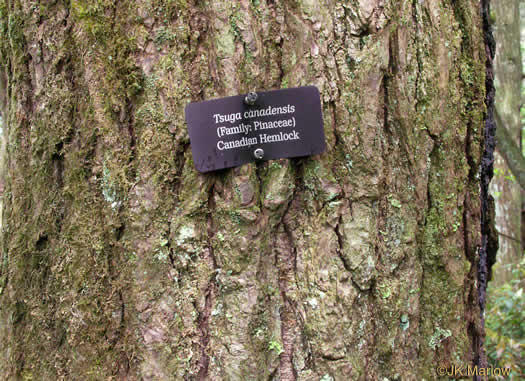 Tsuga canadensis
(Family: Pinaceae)
Canadian Hemlock
©JK Marlow